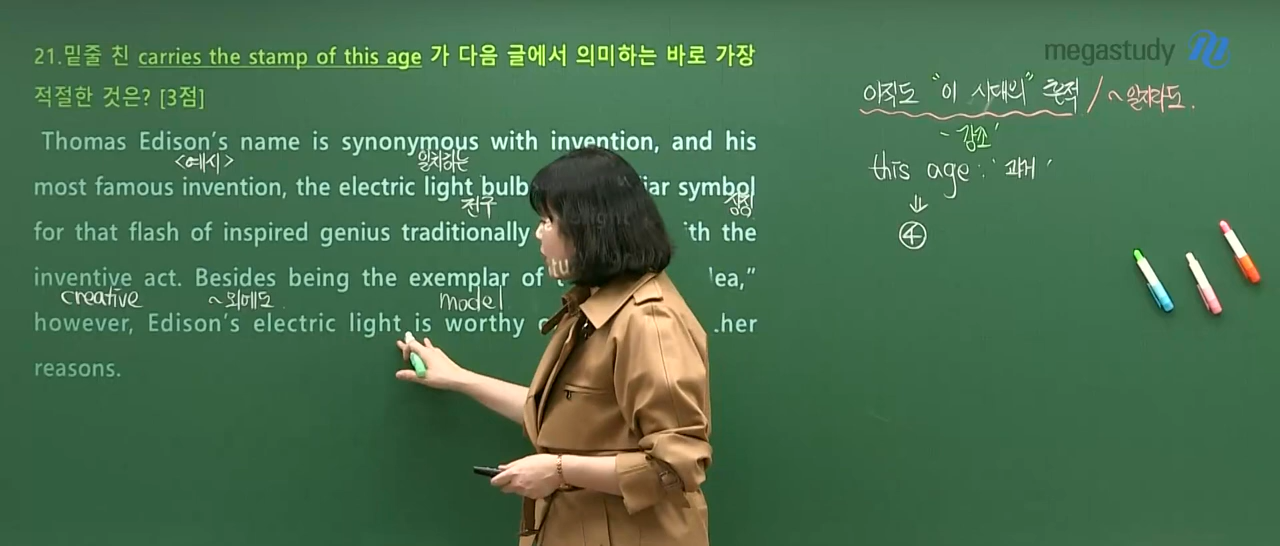 megastudy
21.밑줄 친 carries the stamp of this age 가 다음 글에서 의미하는 바로 가장
적절한 것은? [3점]
Thomas Edison's name is synonymous with invention, and his
<예시> 일치하는
most famous invention, the electric light bulb iar symbol
전구 상징
for that flash of inspired genius traditionally ith the
inventive act. Besides being the exemplar of lea,"
creative ~외에도 model
however, Edison's electric light is worthy her
reasons.
아직도 "이 시대의" 흔적 / ~일지라도.
this age : '과거'
④